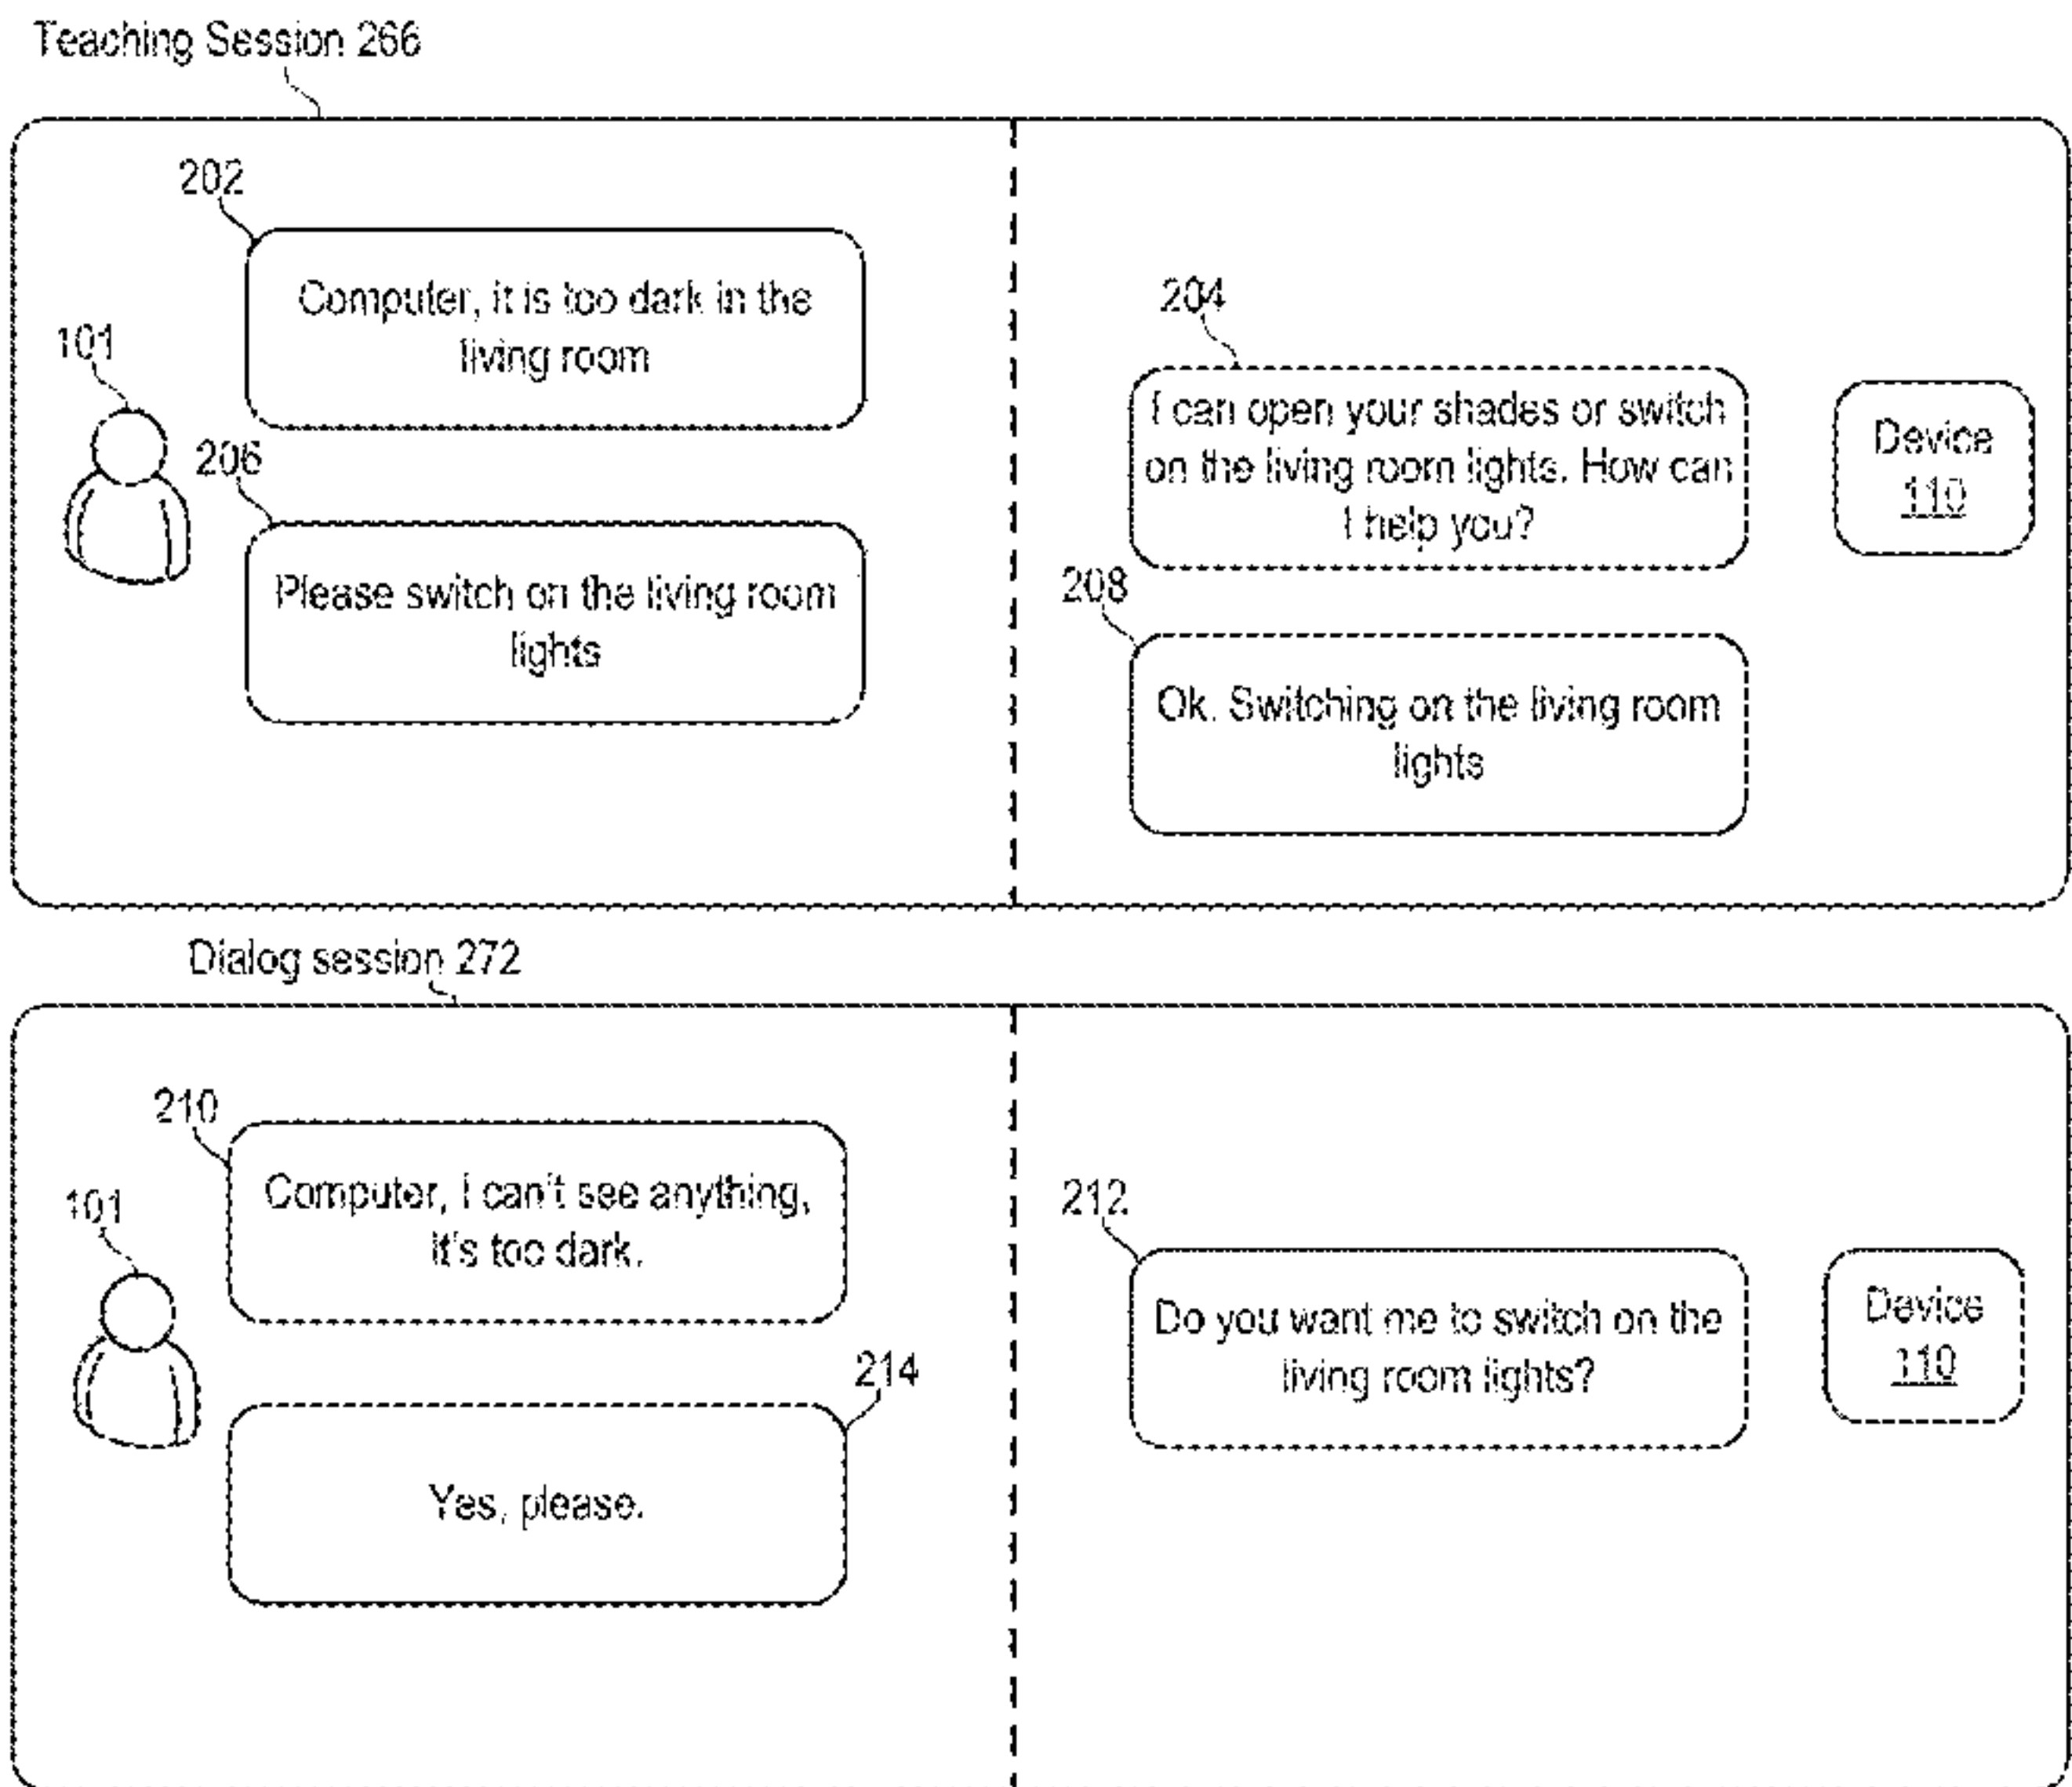 Teaching Session 266
202
Computer, it is too dark in the
living room
101
204
I can open your shades or switch
on the living room lights. How can
I help you?
Device
110
206
Please switch on the living room
lights
208
Ok. Switching on the living room
lights
Dialog session 272
210
Computer, I can't see anything,
it's too dark.
101
212
Do you want me to switch on the
living room lights?
Device
110
214
Yes, please.